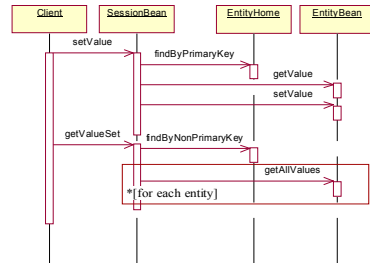 Client SessionBean EntityHome EntityBean
setValue
findByPrimaryKey
getValue
setValue
getValueSet findByNonPrimaryKey
getAllValues
*[for each entity]